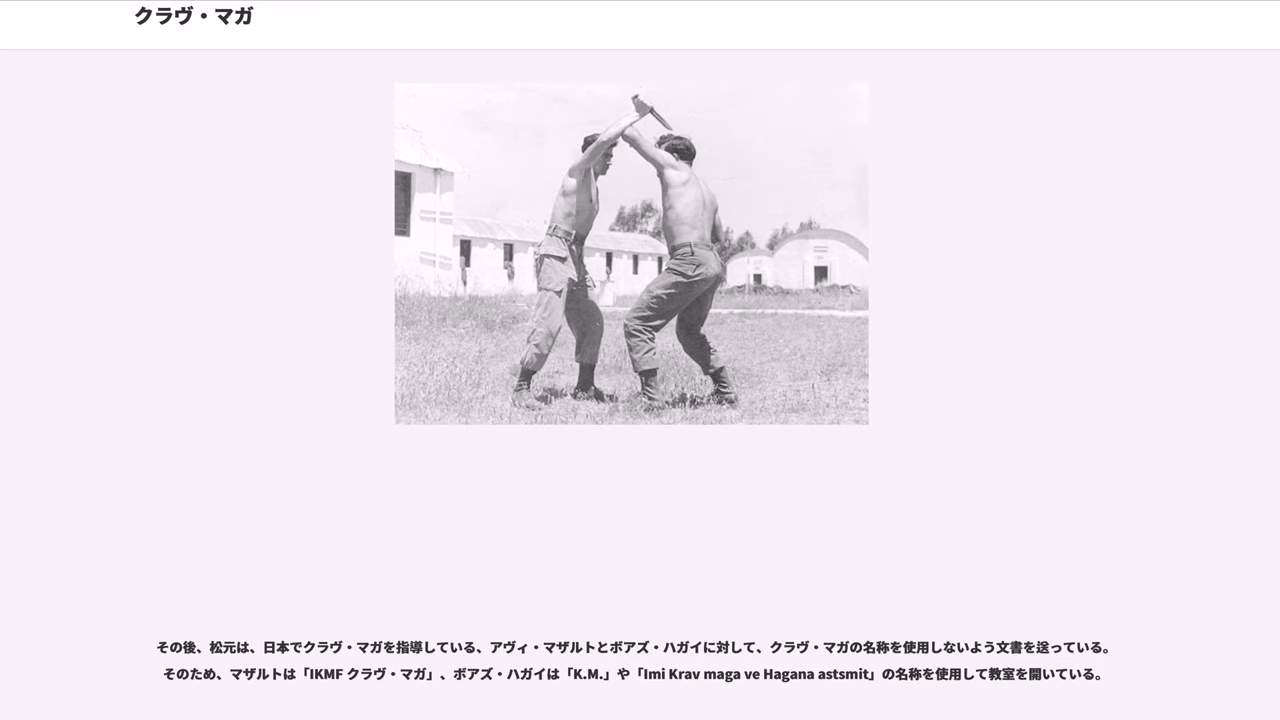 クラヴ・マガ
その後、松元は、日本でクラヴ・マガを指導している、アヴィ・マザルトとボアズ・ハガイに対して、クラヴ・マガの名称を使用しないよう文書を送っている。
そのため、マザルトは「IKMF クラヴ・マガ」、ボアズ・ハガイは「K.M.」や「Imi Krav maga ve Hagana astsmit」の名称を使用して教室を開いている。